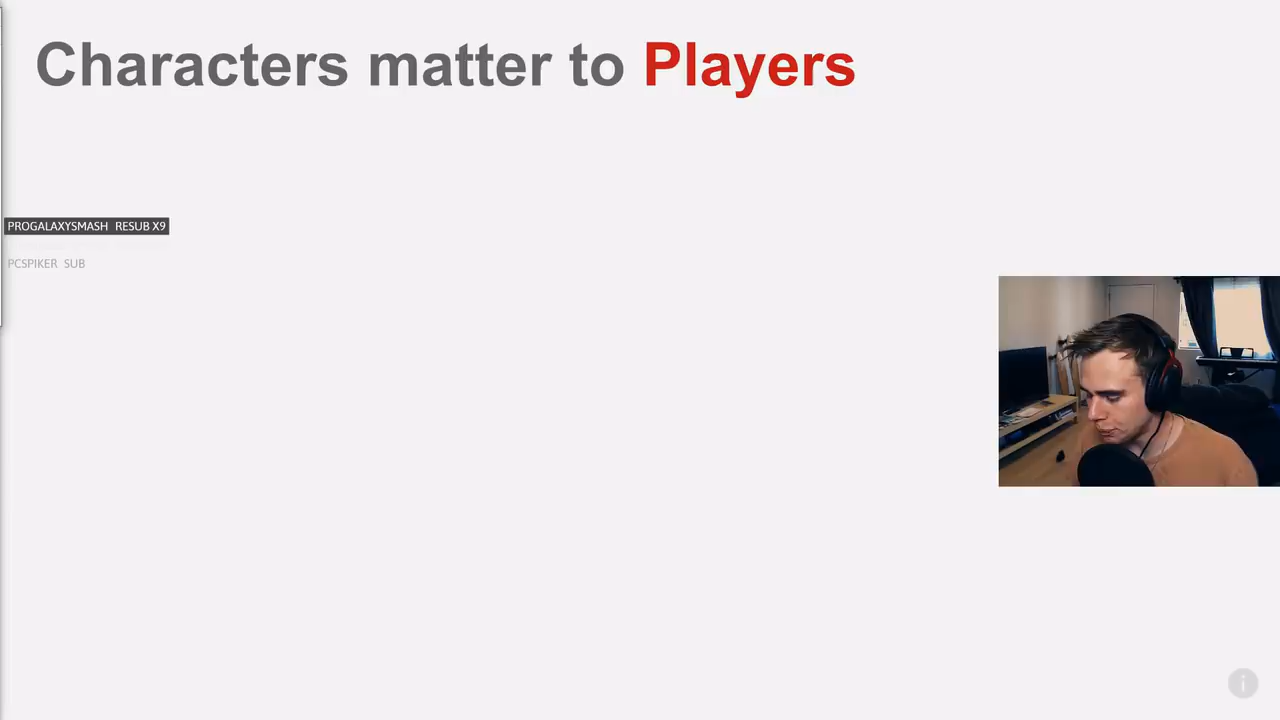 Characters matter to Players
PROGALAXYSMASH RESUB X9
PCSPIKER SUB